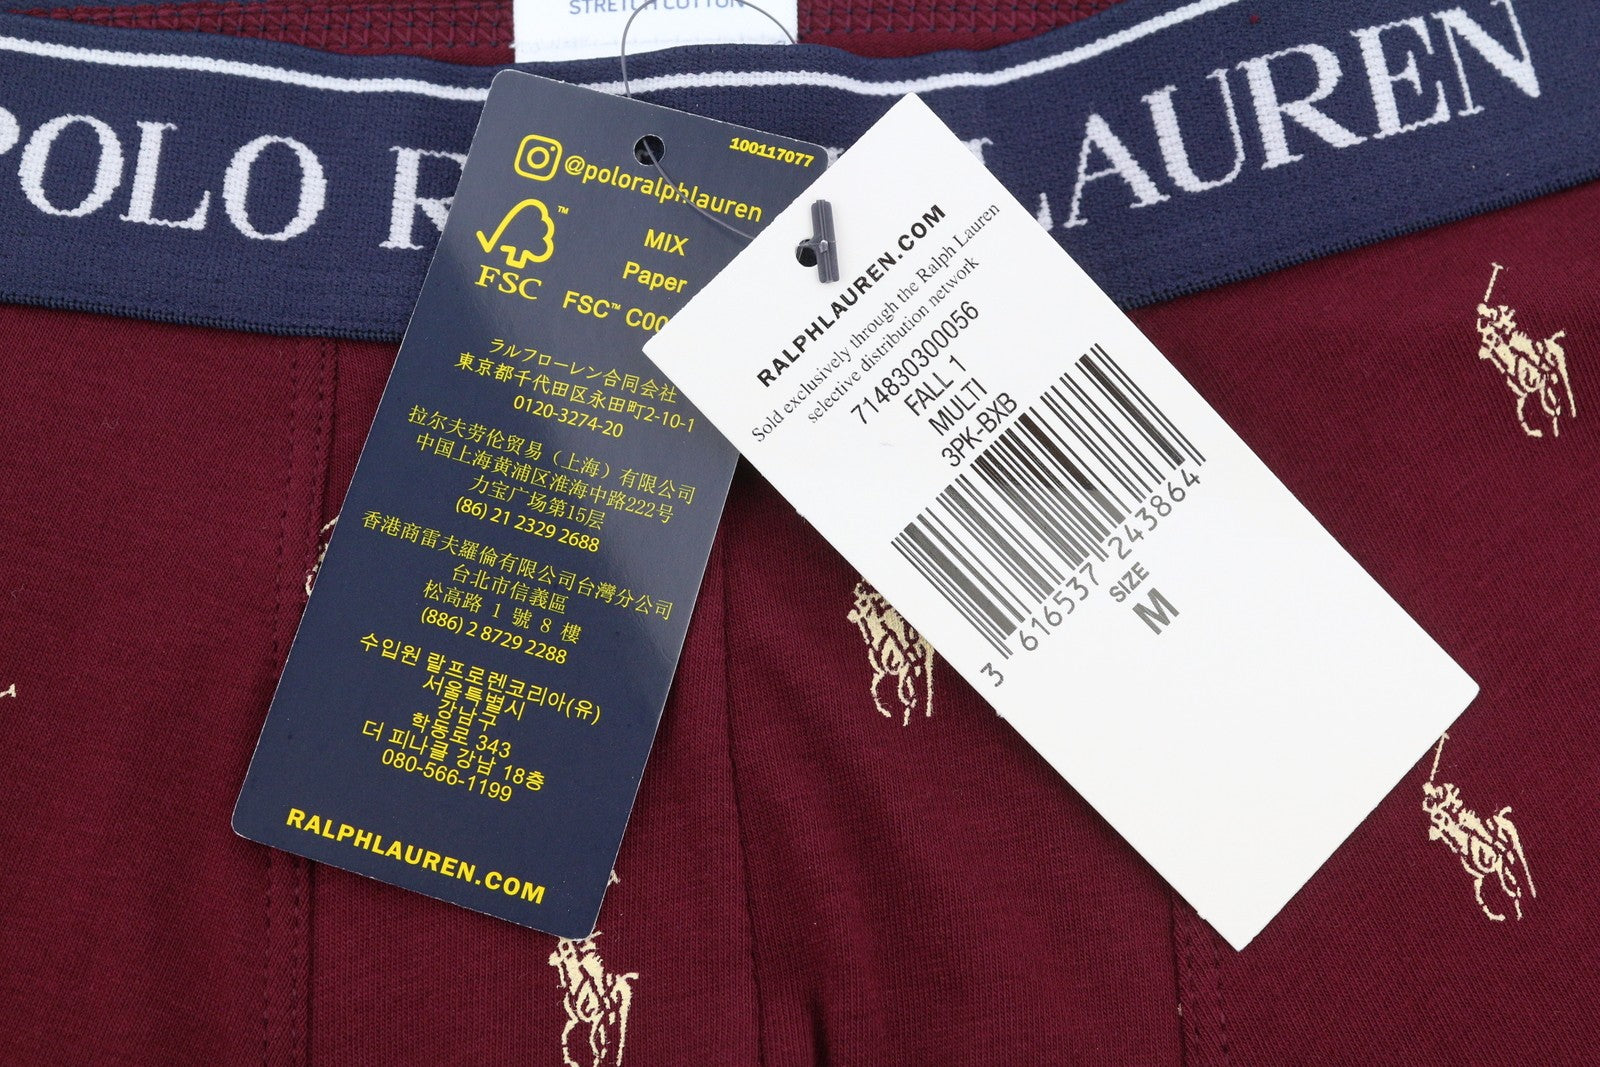 STRETCH COTTON
POLO R
LAUREN
100117077
@poloralphlauren
FSC
™
MIX
Paper
FSC™ C00
ラルフローレン合同会社
東京都千代田区永田町2-10-1
0120-3274-20
拉尔夫劳伦贸易（上海）有限公司
中国上海黄浦区淮海中路222号
力宝广场第15层
(86) 21 2329 2688
香港商雷夫羅倫有限公司台灣分公司
台北市信義區
松高路 1 號 8 樓
(886) 2 8729 2288
수입원 랄프로렌코리아(유)
서울특별시
강남구
학동로 343
더 피나클 강남 18층
080-566-1199
RALPHLAUREN.COM
RALPHLAUREN.COM
Sold exclusively through the Ralph Lauren
selective distribution network
714830300056
FALL 1
MULTI
3PK-BXB
3 616537 243864
SIZE
M